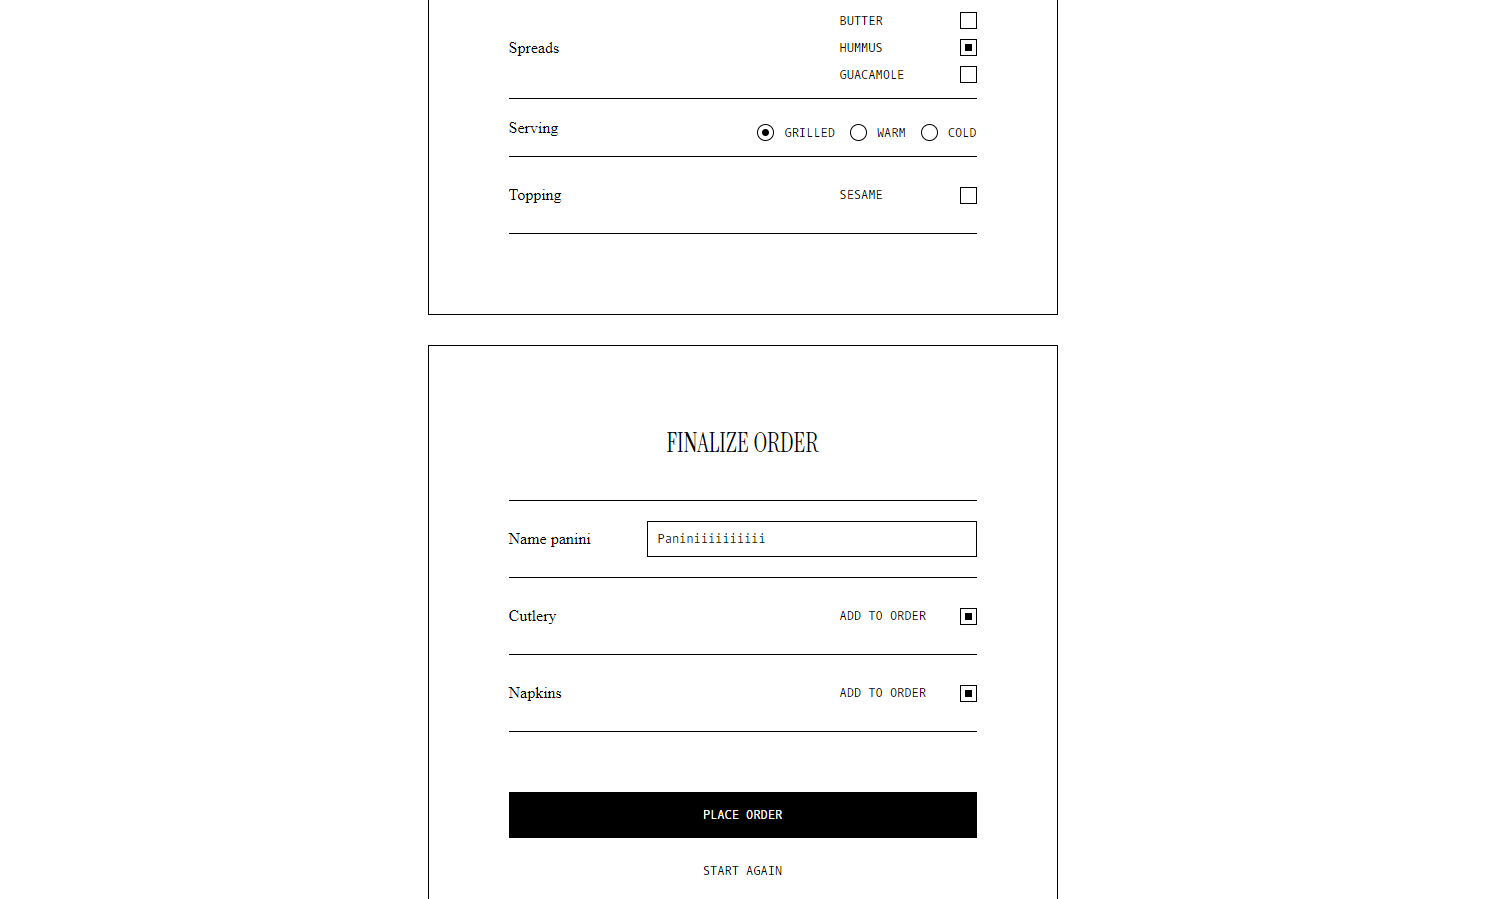 BUTTER
Spreads
HUMMUS
GUACAMOLE
Serving
GRILLED WARM COLD
Topping
SESAME
FINALIZE ORDER
Name panini
Paniniiiiiiiiii
Cutlery
ADD TO ORDER
Napkins
ADD TO ORDER
PLACE ORDER
START AGAIN